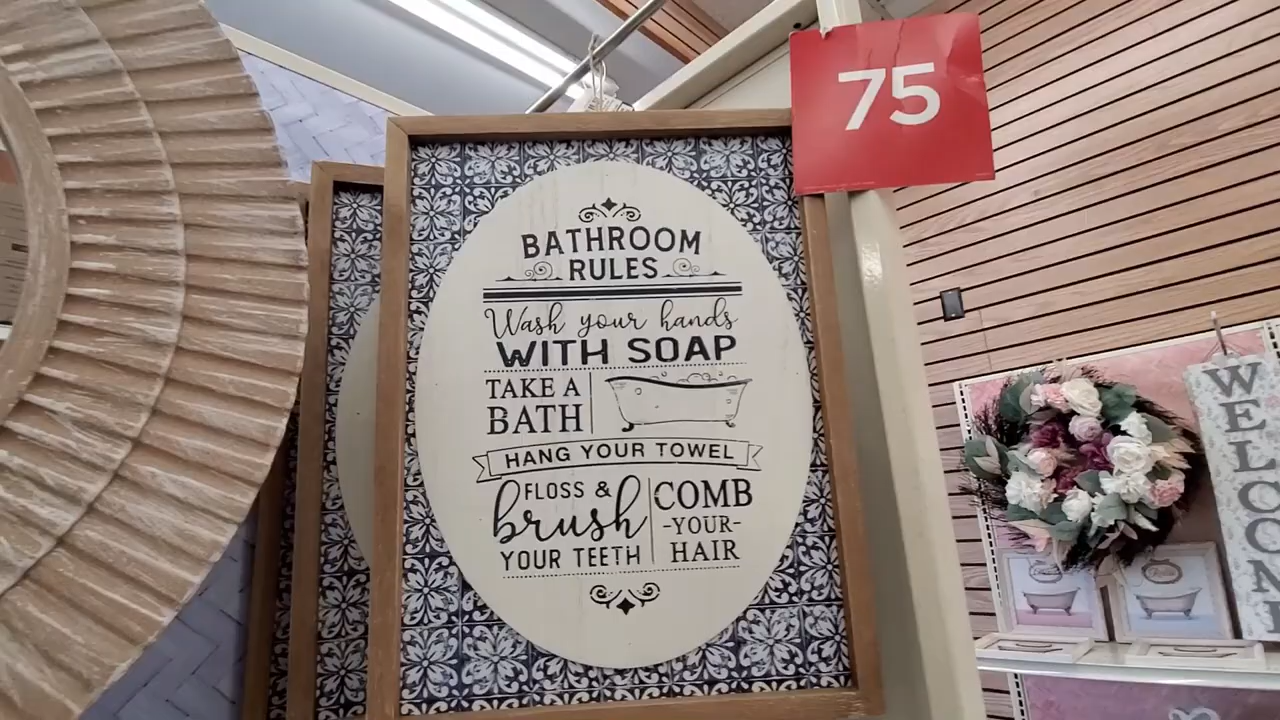 75
BATHROOM
RULES
Wash your hands
WITH SOAP
TAKE A
BATH
HANG YOUR TOWEL
FLOSS &
brush
YOUR TEETH
COMB
-YOUR-
HAIR
WELCOM